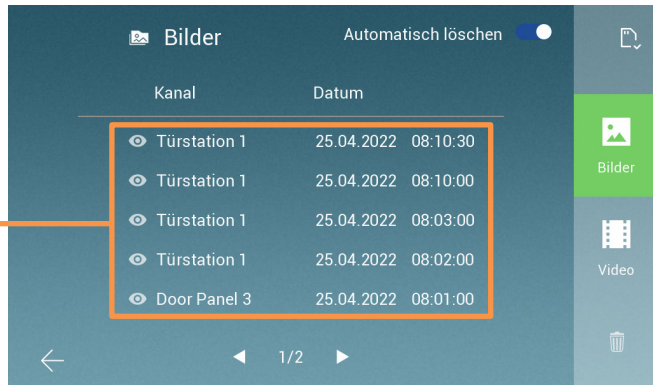 Bilder
Automatisch löschen
Kanal Datum
Türstation 1 25.04.2022 08:10:30
Türstation 1 25.04.2022 08:10:00
Türstation 1 25.04.2022 08:03:00
Türstation 1 25.04.2022 08:02:00
Door Panel 3 25.04.2022 08:01:00
1/2
Bilder
Video